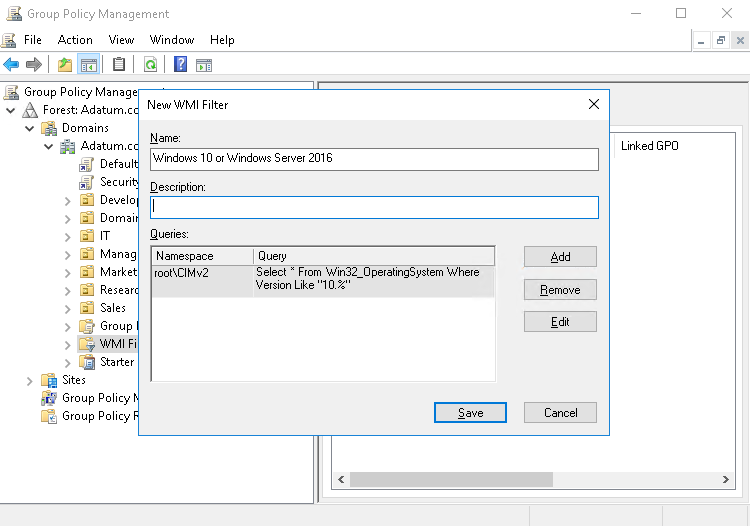 Group Policy Management
File Action View Window Help
Group Policy Management
Forest: Adatum.co
Domains
Adatum.co
Default
Security
Develop
Domain
IT
Manag
Market
Researc
Sales
Group P
WMI Fi
Starter
Sites
Group Policy M
Group Policy R
Linked GPO
New WMI Filter
Name:
Windows 10 or Windows Server 2016
Description:
Queries:
Namespace Query
root\CIMv2 Select * From Win32_OperatingSystem Where
Version Like "10.%"
Add
Remove
Edit
Save Cancel